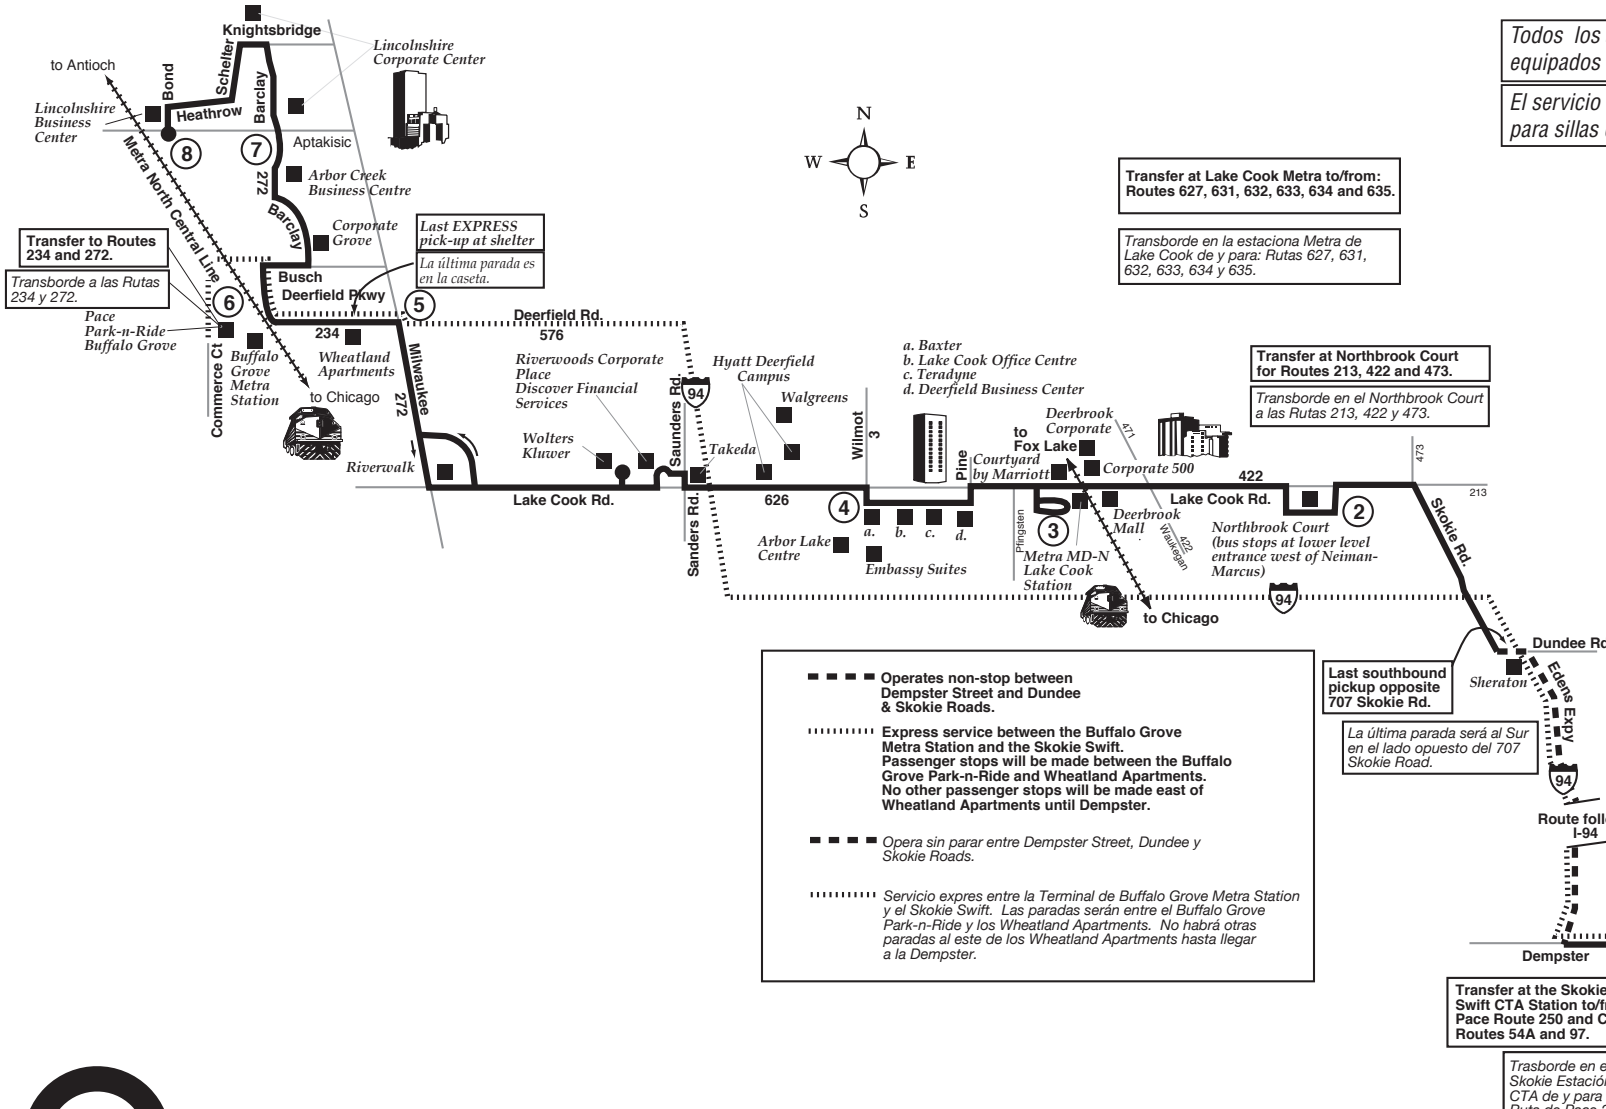 Knightsbridge
Schelter
Lincolnshire
Corporate Center
to Antioch
Bond
Barclay
Heathrow
Lincolnshire
Business
Center
Aptakisic
8
7
Metra North Central Line
272
Arbor Creek
Business Centre
Barclay
Corporate
Grove
Last EXPRESS
pick-up at shelter
La última parada es
en la caseta.
Transfer to Routes
234 and 272.
Transborde a las Rutas
234 y 272.
Busch
Deerfield Pkwy
6
5
Pace
Park-n-Ride
Buffalo Grove
234
Commerce Ct
Buffalo
Grove
Metra
Station
Wheatland
Apartments
to Chicago
Milwaukee
272
Riverwalk
Deerfield Rd.
576
Riverwoods Corporate
Place
Discover Financial
Services
Wolters
Kluwer
Saunders Rd.
94
Hyatt Deerfield
Campus
Walgreens
Takeda
Lake Cook Rd.
Sanders Rd.
626
Wilmot
3
4
Arbor Lake
Centre
Embassy Suites
a.
b.
c.
d.
N
W
E
S
a. Baxter
b. Lake Cook Office Centre
c. Teradyne
d. Deerfield Business Center
Pine
to
Fox Lake
Courtyard
by Marriott
Deerbrook
Corporate
471
Corporate 500
422
Lake Cook Rd.
Pfingsten
3
Deerbrook
Mall
422
Waukegan
Metra MD-N
Lake Cook
Station
to Chicago
Northbrook Court
(bus stops at lower level
entrance west of Neiman-
Marcus)
2
473
213
Skokie Rd.
94
Todos los
equipados
El servicio
para sillas
Transfer at Lake Cook Metra to/from:
Routes 627, 631, 632, 633, 634 and 635.
Transborde en la estaciona Metra de
Lake Cook de y para: Rutas 627, 631,
632, 633, 634 y 635.
Transfer at Northbrook Court
for Routes 213, 422 and 473.
Transborde en el Northbrook Court
a las Rutas 213, 422 y 473.
Dundee Rd
Sheraton
Edens Expy
Last southbound
pickup opposite
707 Skokie Rd.
La última parada será al Sur
en el lado opuesto del 707
Skokie Road.
94
Route foll
I-94
Dempster
Operates non-stop between
Dempster Street and Dundee
& Skokie Roads.
Express service between the Buffalo Grove
Metra Station and the Skokie Swift.
Passenger stops will be made between the Buffalo
Grove Park-n-Ride and Wheatland Apartments.
No other passenger stops will be made east of
Wheatland Apartments until Dempster.
Opera sin parar entre Dempster Street, Dundee y
Skokie Roads.
Servicio expres entre la Terminal de Buffalo Grove Metra Station
y el Skokie Swift. Las paradas serán entre el Buffalo Grove
Park-n-Ride y los Wheatland Apartments. No habrá otras
paradas al este de los Wheatland Apartments hasta llegar
a la Dempster.
Transfer at the Skokie
Swift CTA Station to/f
Pace Route 250 and C
Routes 54A and 97.
Trasborde en e
Skokie Estación
CTA de y para